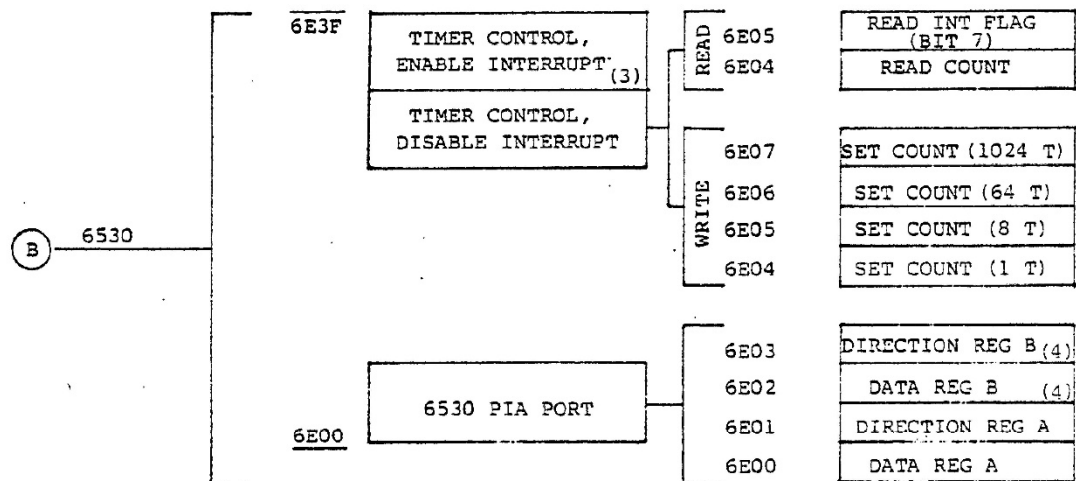 6E3F
TIMER CONTROL,
ENABLE INTERRUPT (3)
TIMER CONTROL,
DISABLE INTERRUPT
READ
6E05 READ INT FLAG
(BIT 7)
6E04 READ COUNT
WRITE
6E07 SET COUNT (1024 T)
6E06 SET COUNT (64 T)
6E05 SET COUNT (8 T)
6E04 SET COUNT (1 T)
B 6530
6E03 DIRECTION REG B (4)
6E02 DATA REG B (4)
6530 PIA PORT
6E01 DIRECTION REG A
6E00
6E00 DATA REG A